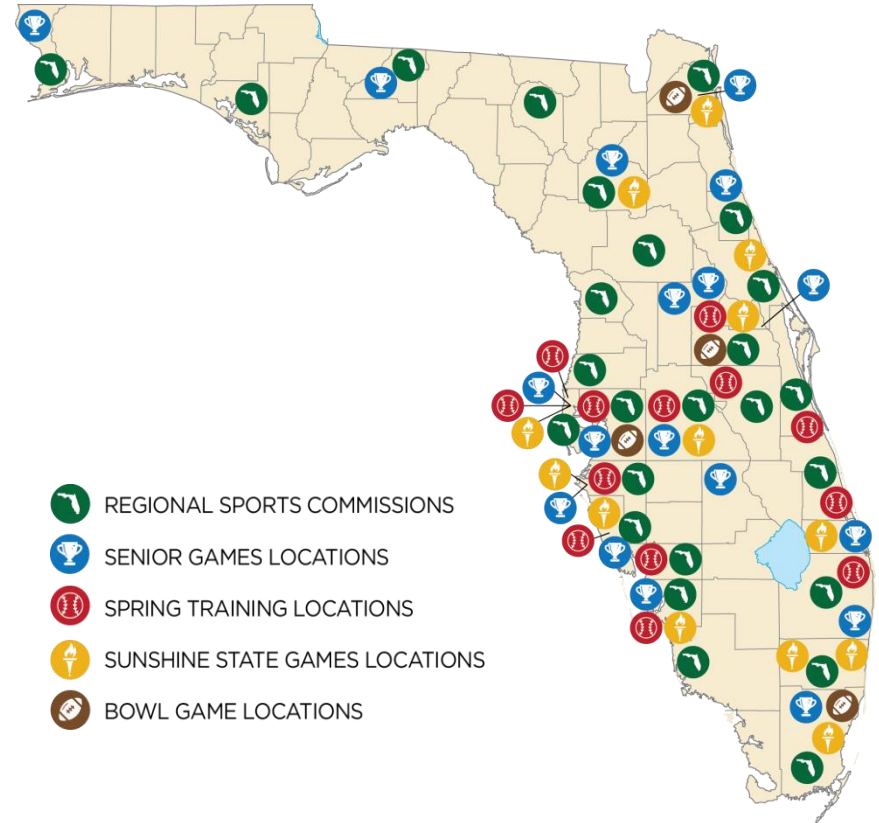 REGIONAL SPORTS COMMISSIONS
SENIOR GAMES LOCATIONS
SPRING TRAINING LOCATIONS
SUNSHINE STATE GAMES LOCATIONS
BOWL GAME LOCATIONS